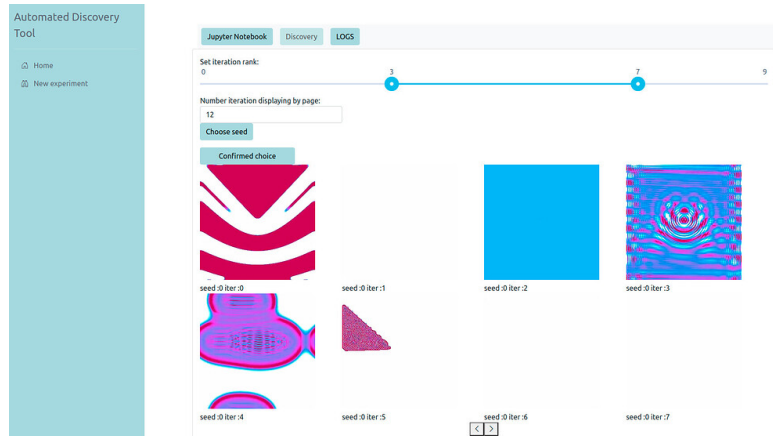 Automated Discovery
Tool
Home
New experiment
Jupyter Notebook
Discovery
LOGS
Set iteration rank:
0
3
7
9
Number iteration displaying by page:
12
Choose seed
Confirmed choice
seed :0 iter :0
seed :0 iter :1
seed :0 iter :2
seed :0 iter :3
seed :0 iter :4
seed :0 iter :5
seed :0 iter :6
seed :0 iter :7